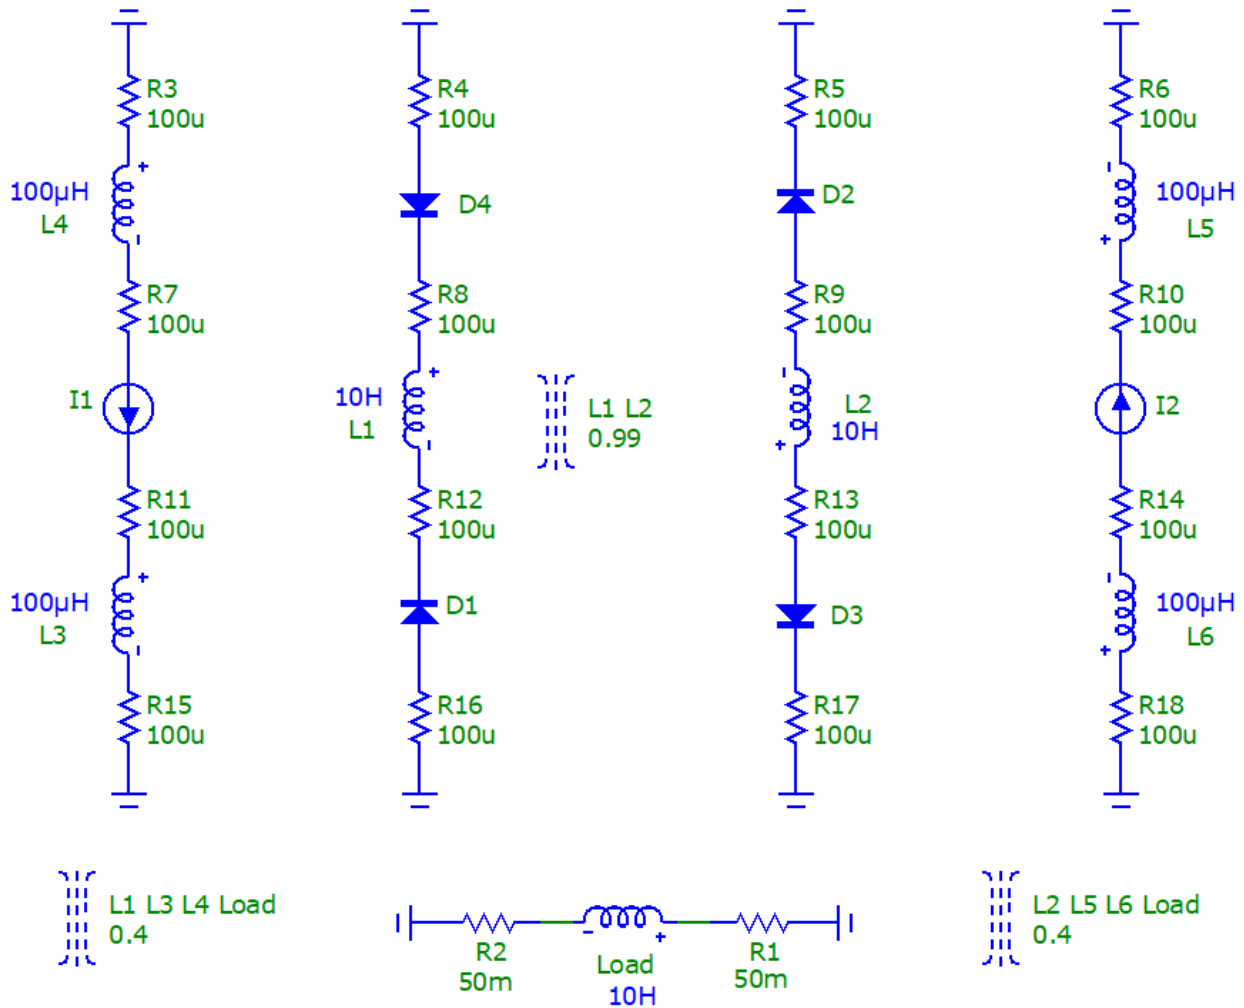 R3
100u
R4
100u
R5
100u
R6
100u
+
-
100µH
L4
D4
D2
-
+
100µH
L5
R7
100u
R8
100u
R9
100u
R10
100u
I1
+
-
10H
L1
L1 L2
0.99
-
+
L2
10H
I2
R11
100u
R12
100u
R13
100u
R14
100u
+
-
100µH
L3
D1
D3
-
+
100µH
L6
R15
100u
R16
100u
R17
100u
R18
100u
L1 L3 L4 Load
0.4
R2
50m
-
+
Load
10H
R1
50m
L2 L5 L6 Load
0.4